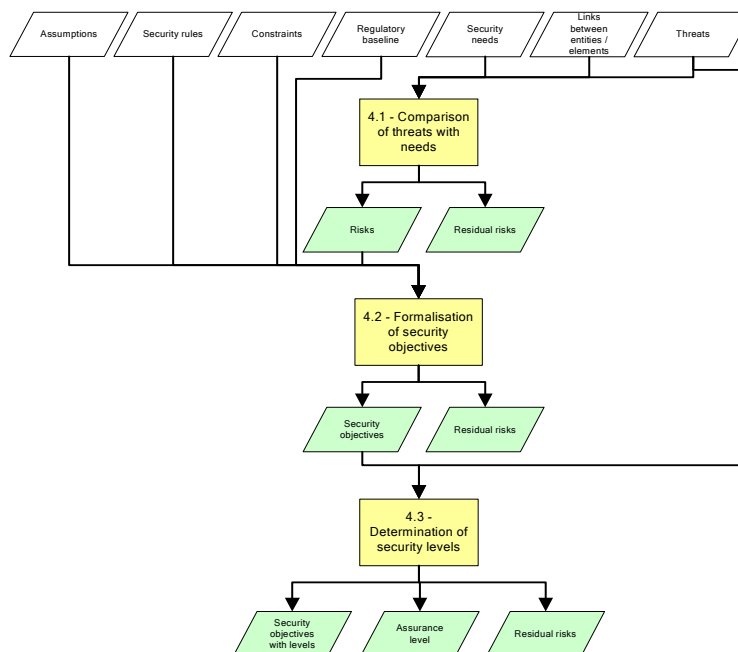 Assumptions
Security rules
Constraints
Regulatory
baseline
Security
needs
Links
between
entities /
elements
Threats
4.1 - Comparison
of threats with
needs
Risks
Residual risks
4.2 - Formalisation
of security
objectives
Security
objectives
Residual risks
4.3 -
Determination of
security levels
Security
objectives
with levels
Assurance
level
Residual risks